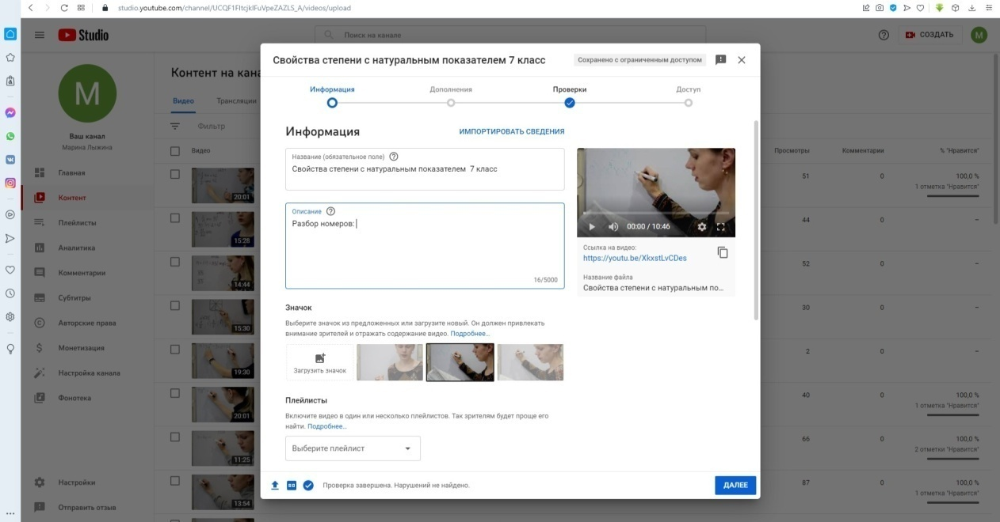 studio.youtube.com/channel/UCQF1FItcjkIFuVpeZAZLS_A/videos/upload
Studio
Поиск на канале
СОЗДАТЬ
M
M
Ваш канал
Марина Лыжина
Главная
Контент
Плейлисты
Аналитика
Комментарии
Субтитры
Авторские права
Монетизация
Настройка канала
Фонотека
Настройки
Отправить отзыв
Контент на кана
Видео
Трансляции
Фильтр
Видео
20:01
15:28
14:44
15:30
19:30
20:01
11:25
13:54
Свойства степени с натуральным показателем 7 класс
Сохранено с ограниченным доступом
Информация
Дополнения
Проверки
Доступ
Информация
ИМПОРТИРОВАТЬ СВЕДЕНИЯ
Название (обязательное поле)
Свойства степени с натуральным показателем 7 класс
Описание
Разбор номеров:
16/5000
00:00 / 10:46
Ссылка на видео:
https://youtu.be/XkxstLvCDes
Название файла
Свойства степени с натуральным по…
Значок
Выберите значок из предложенных или загрузите новый. Он должен привлекать
внимание зрителей и отражать содержание видео. Подробнее…
Загрузить значок
Плейлисты
Включите видео в один или несколько плейлистов. Так зрителям будет проще его
найти. Подробнее…
Выберите плейлист
Проверка завершена. Нарушений не найдено.
ДАЛЕЕ
Просмотры
Комментарии
% "Нравится"
51
0
100,0 %
1 отметка "Нравится"
44
0
–
52
0
–
30
0
–
2
0
–
40
0
100,0 %
1 отметка "Нравится"
66
0
100,0 %
2 отметки "Нравится"
87
0
100,0 %
1 отметка "Нравится"